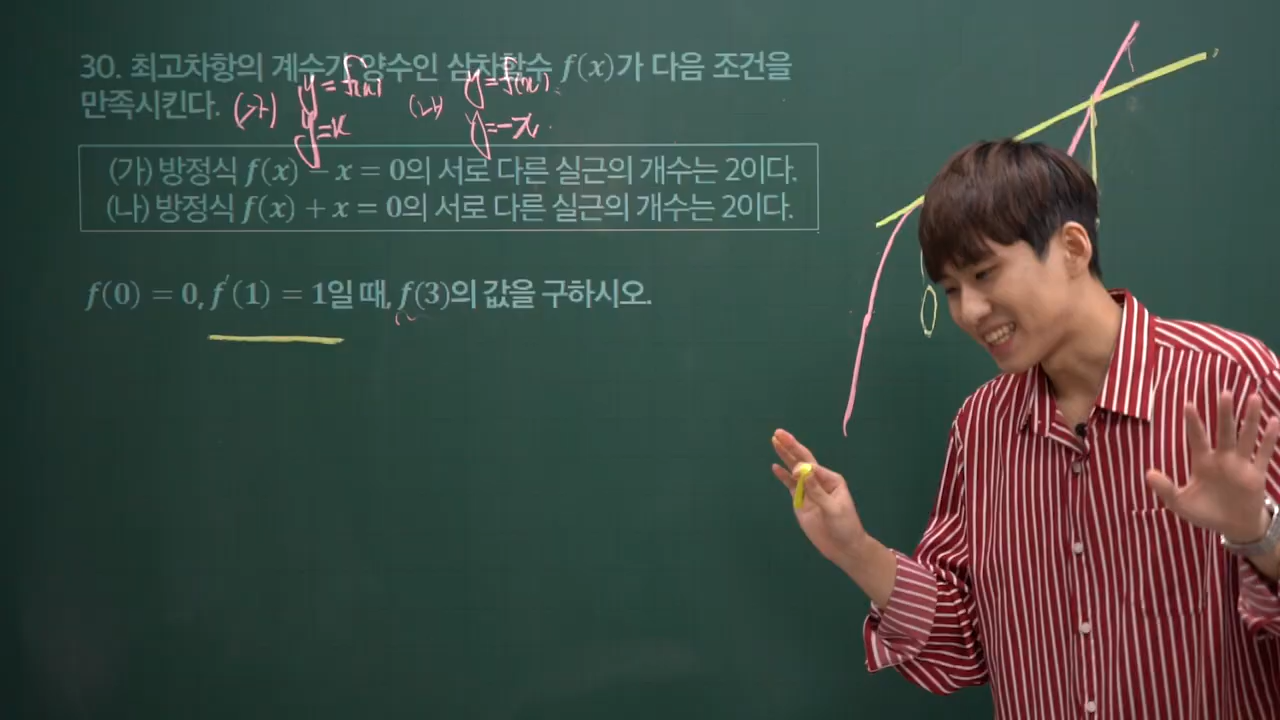 30. 최고차항의 계수가 양수인 삼차함수 f(x)가 다음 조건을
만족시킨다. (가) y=f(x) (나) y=f(x).
y=x y=-x.
(가) 방정식 f(x) - x = 0의 서로 다른 실근의 개수는 2이다.
(나) 방정식 f(x) + x = 0의 서로 다른 실근의 개수는 2이다.
f(0) = 0, f'(1) = 1일 때, f(3)의 값을 구하시오.